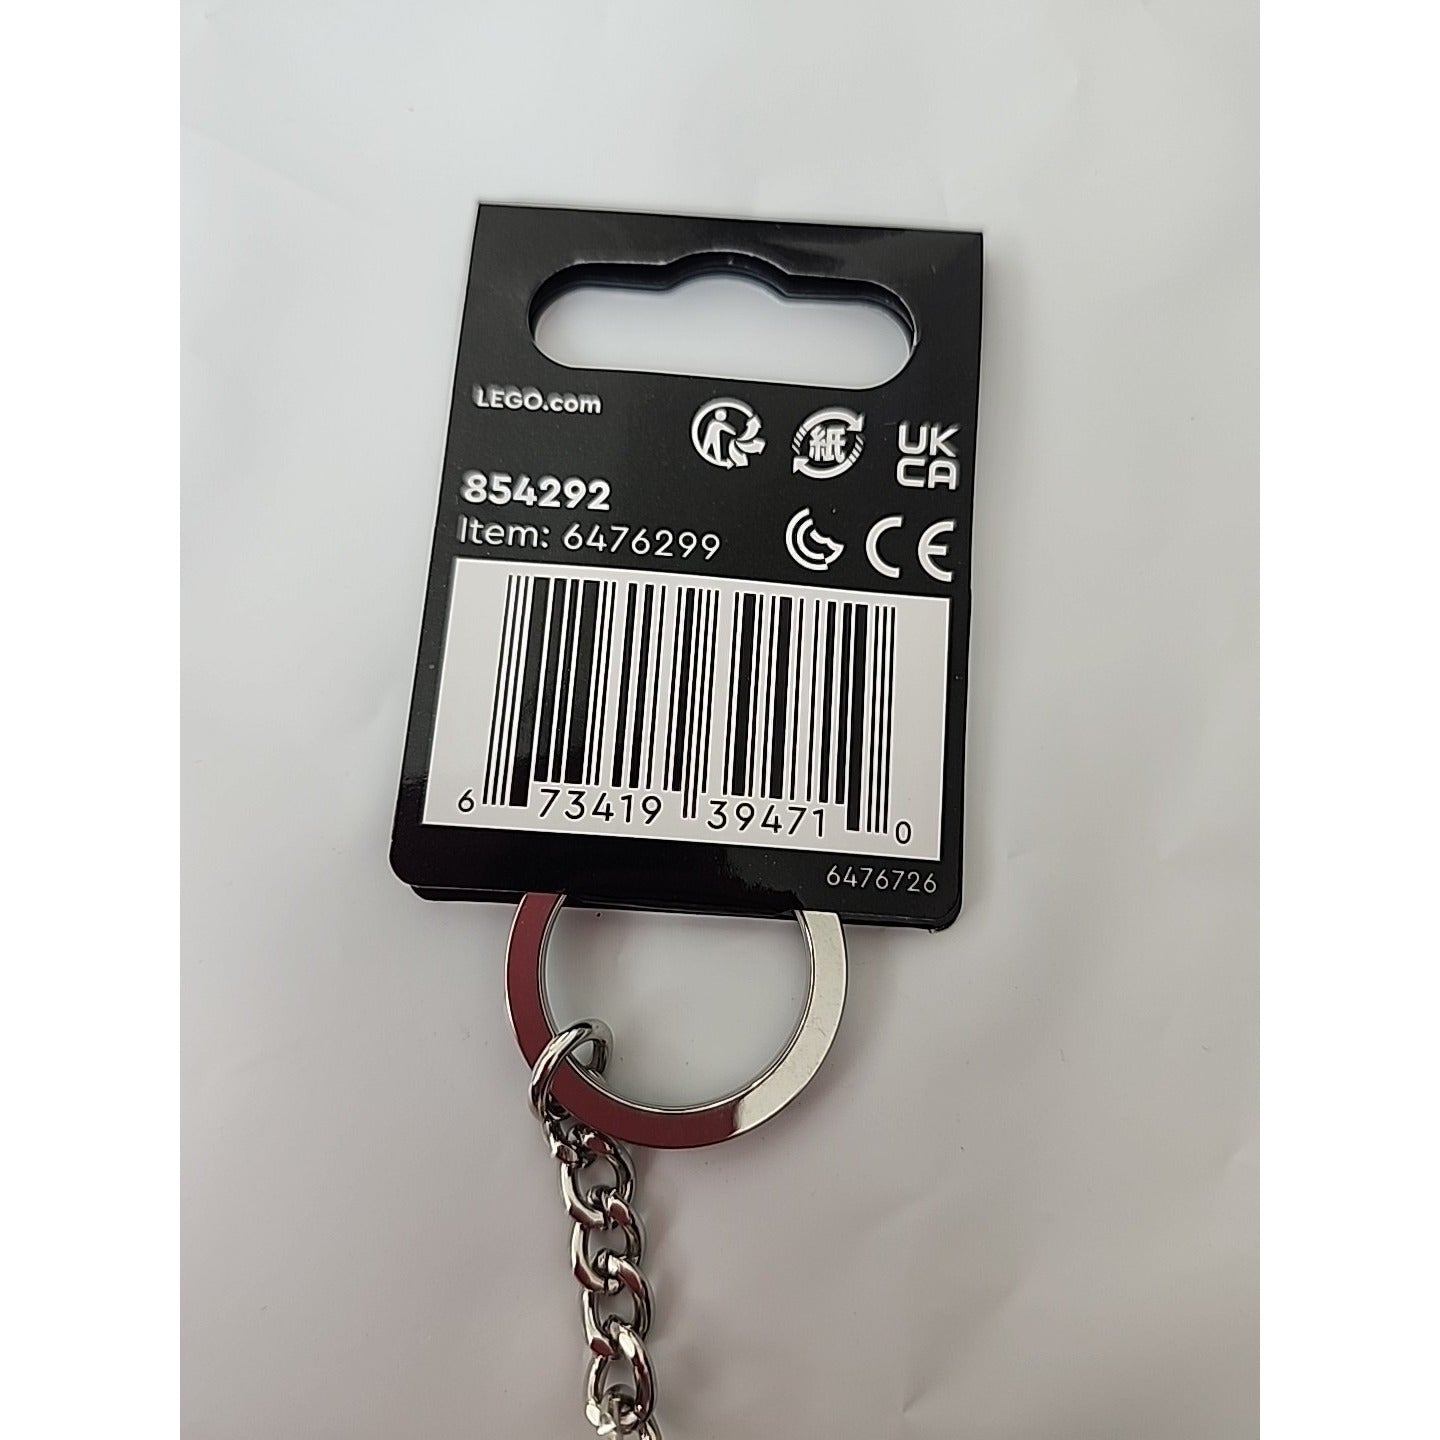 LEGO.com
紙
UK
CA
854292
Item: 6476299
CE
6 73419 39471 0
6476726